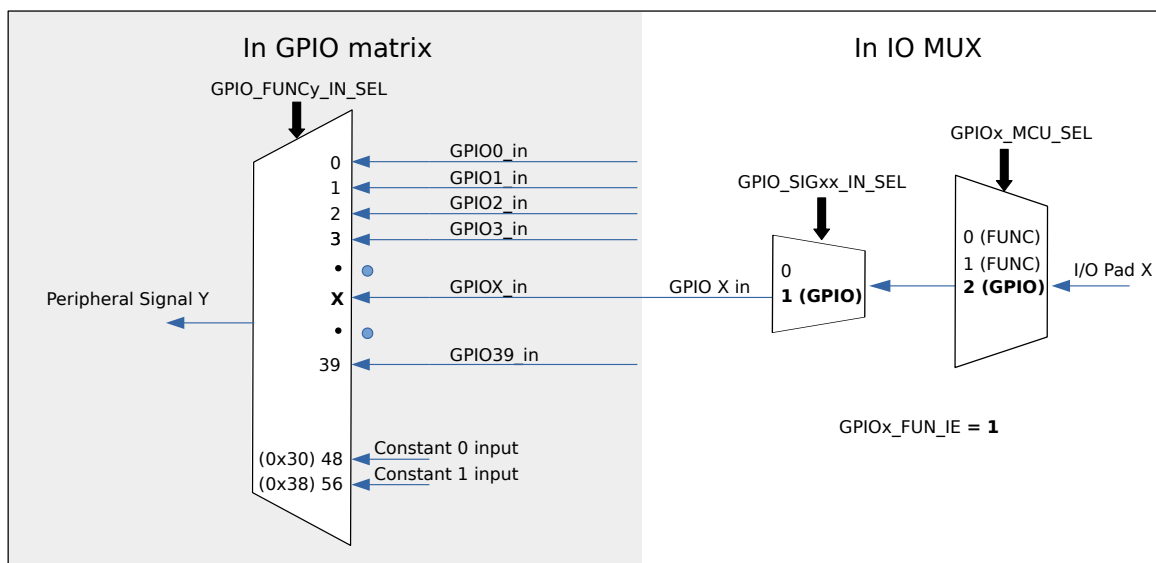 In GPIO matrix
In IO MUX
GPIO_FUNCy_IN_SEL
GPIOx_MCU_SEL
GPIO_SIGxx_IN_SEL
0 GPIO0_in
1 GPIO1_in
2 GPIO2_in
3 GPIO3_in
X GPIOX_in
39 GPIO39_in
(0x30) 48 Constant 0 input
(0x38) 56 Constant 1 input
Peripheral Signal Y
GPIO X in
0
1 (GPIO)
0 (FUNC)
1 (FUNC)
2 (GPIO)
I/O Pad X
GPIOx_FUN_IE = 1